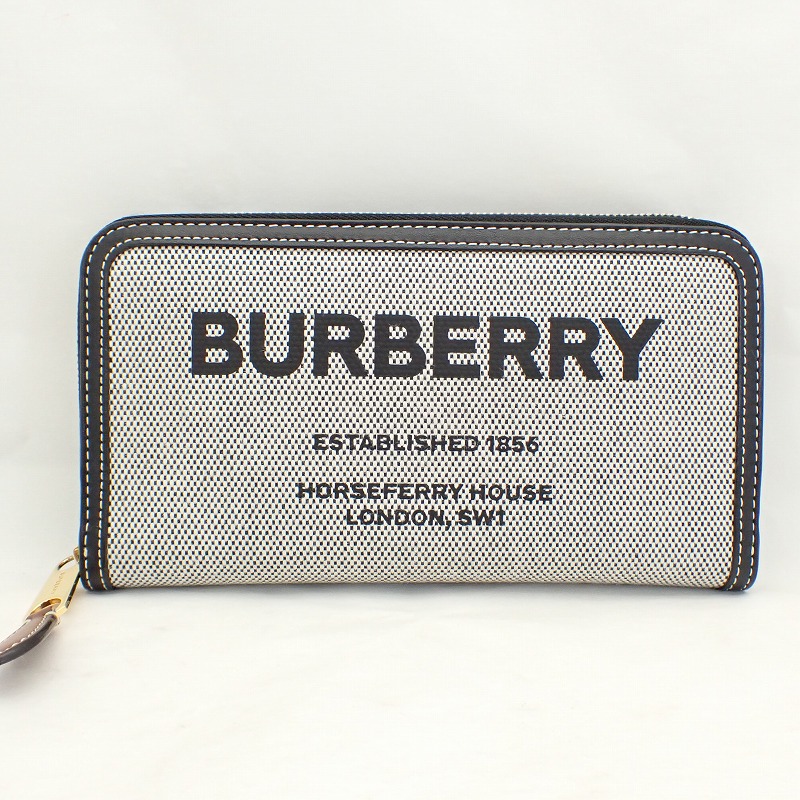 BURBERRY
ESTABLISHED 1856
HORSEFERRY HOUSE
LONDON, SW1